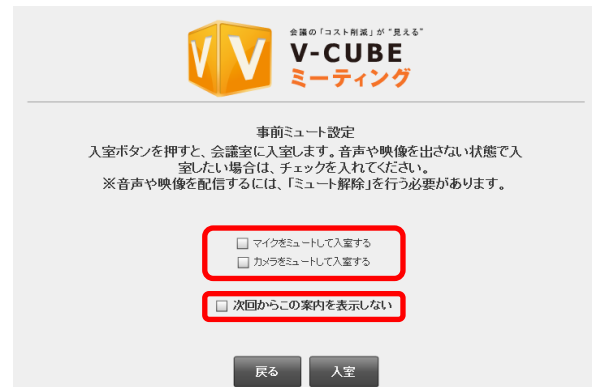 会議の「コスト削減」が"見える"
V V
V-CUBE
ミーティング
事前ミュート設定
入室ボタンを押すと、会議室に入室します。音声や映像を出さない状態で入
室したい場合は、チェックを入れてください。
※音声や映像を配信するには、「ミュート解除」を行う必要があります。
マイクをミュートして入室する
カメラをミュートして入室する
次回からこの案内を表示しない
戻る 入室